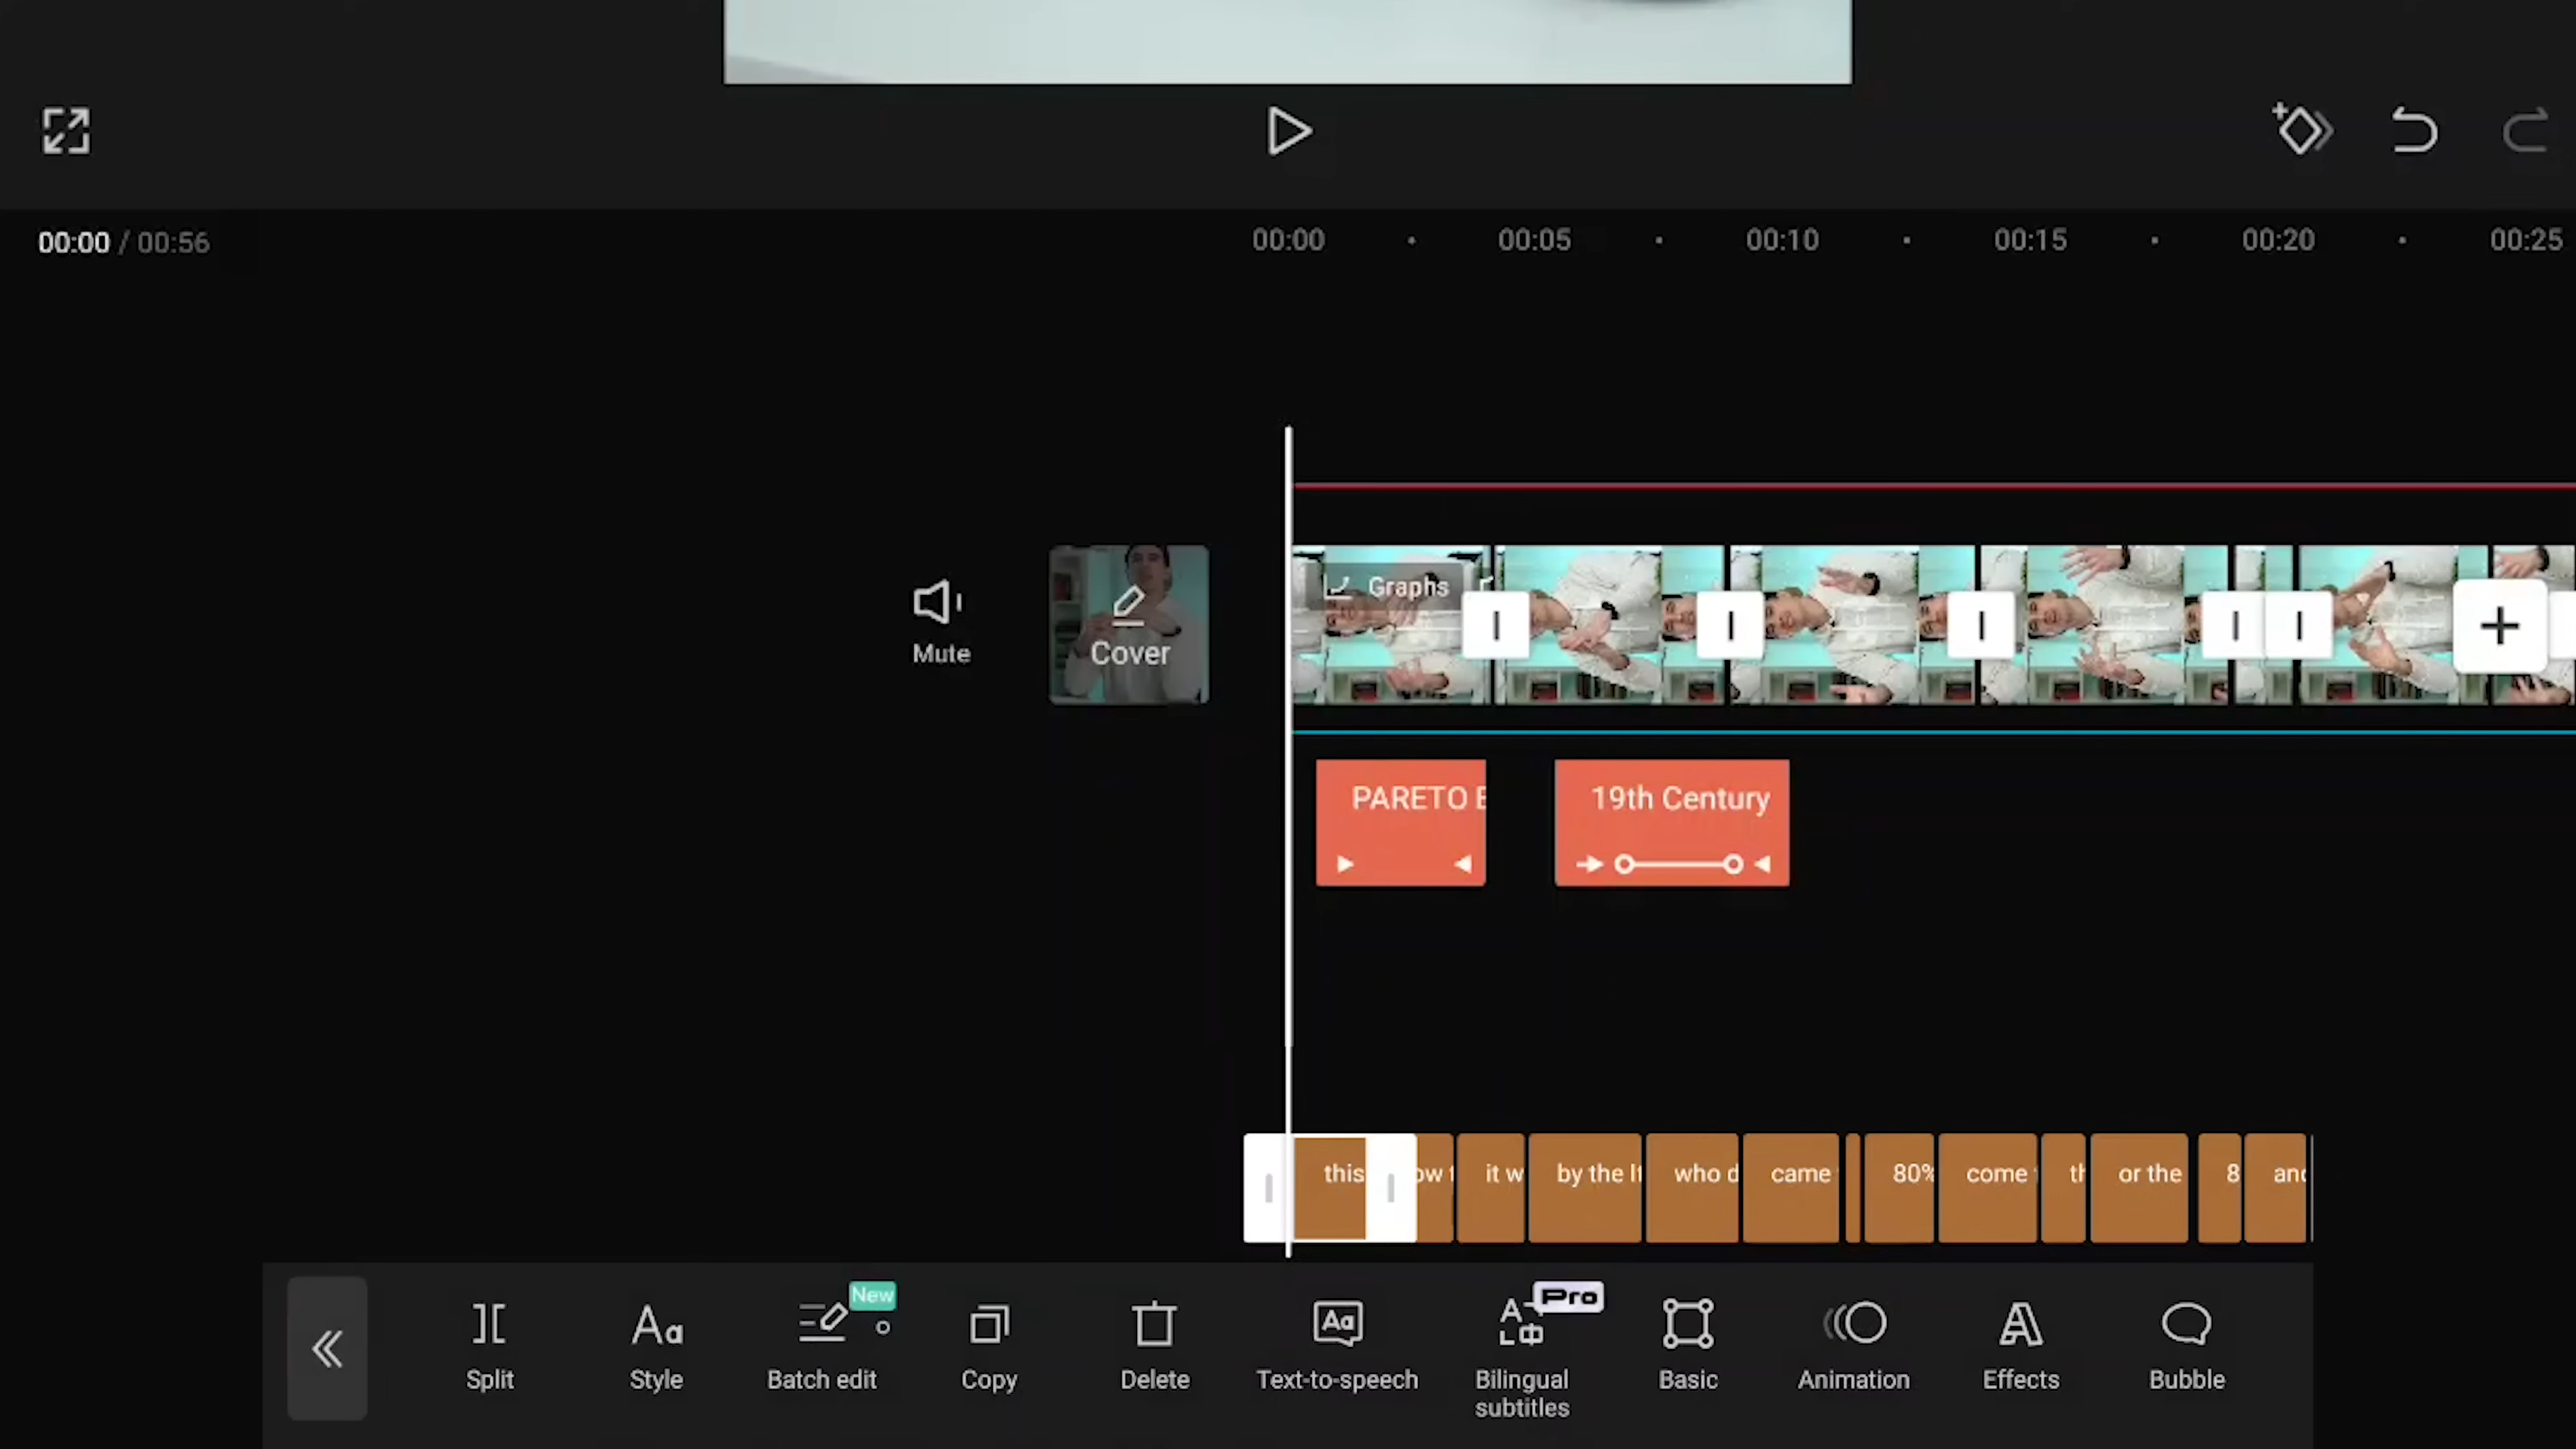 00:00 / 00:56
00:00 00:05 00:10 00:15 00:20 00:25
Graphs
Mute
Cover
PARETO
19th Century
this it by the who came 80% come or the 8
New
Pro
Split
Style
Batch edit
Copy
Delete
Text-to-speech
Bilingual
subtitles
Basic
Animation
Effects
Bubble